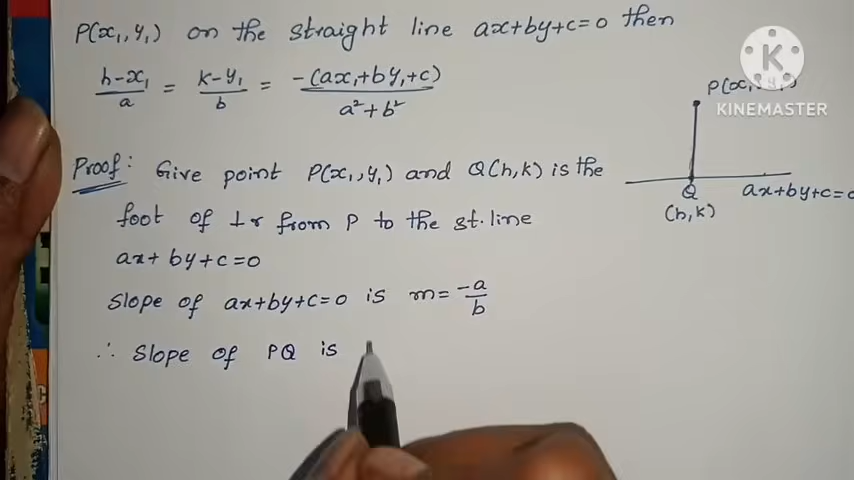 P(x₁, y₁) on the straight line ax+by+c=0 then
h-x₁/a = k-y₁/b = -(ax₁+by₁+c)/a²+b²
Proof: Give point P(x₁,y₁) and Q(h,k) is the
foot of ⊥r from P to the st. line
ax+by+c=0
slope of ax+by+c=0 is m= -a/b
∴ slope of PQ is
KINEMASTER
Q
(h,k)
ax+by+c=0